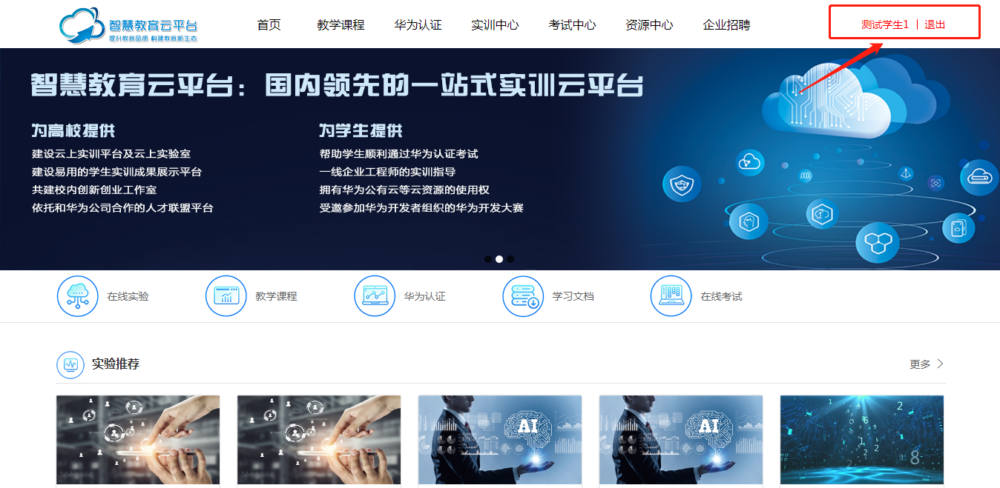 智慧教育云平台
提升教育品质 构建教育新生态
首页 教学课程 华为认证 实训中心 考试中心 资源中心 企业招聘
测试学生1 | 退出
智慧教育云平台：国内领先的一站式实训云平台
为高校提供
建设云上实训平台及云上实验室
建设易用的学生实训成果展示平台
共建校内创新创业工作室
依托和华为公司合作的人才联盟平台
为学生提供
帮助学生顺利通过华为认证考试
一线企业工程师的实训指导
拥有华为公有云等云资源的使用权
受邀参加华为开发者组织的华为开发大赛
在线实验 教学课程 华为认证 学习文档 在线考试
实验推荐
更多
AI
AI